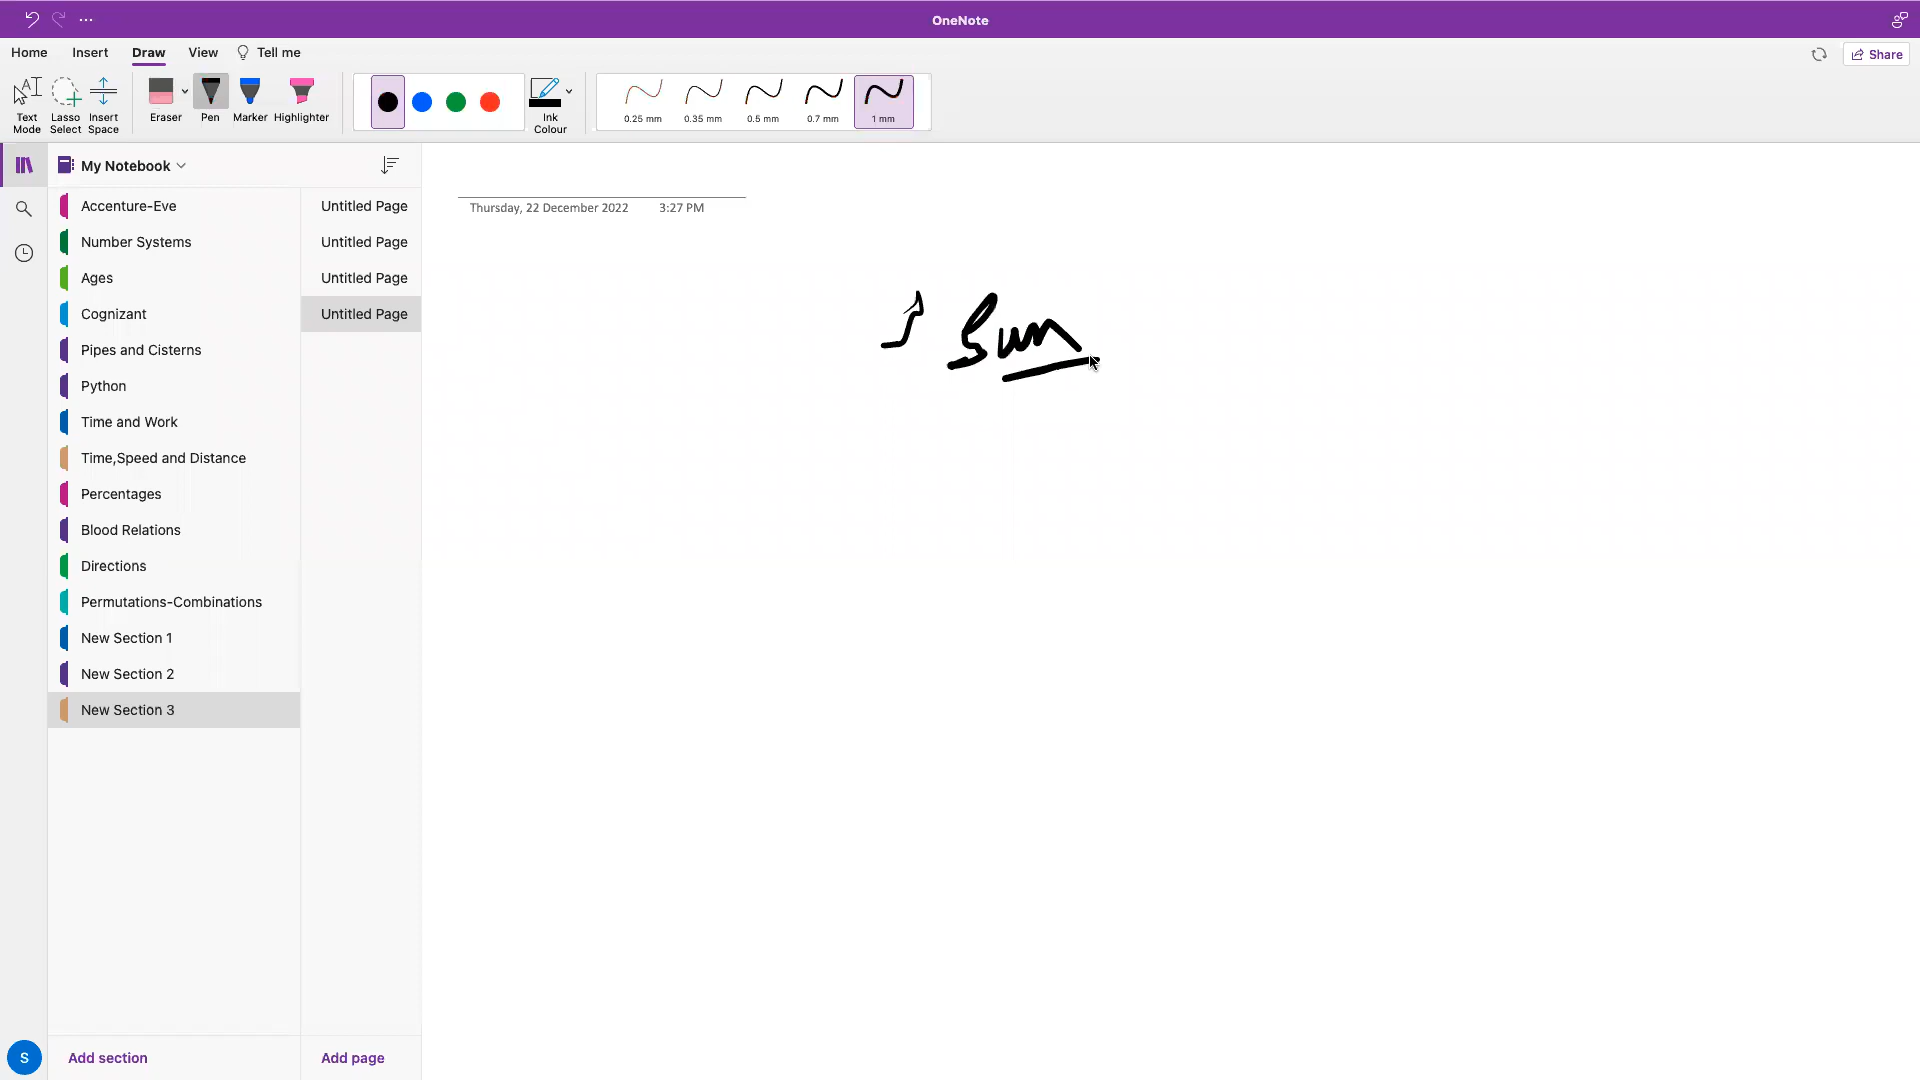 OneNote
Home Insert Draw View Tell me
Share
Text Mode
Lasso Select
Insert Space
Eraser
Pen
Marker
Highlighter
Ink Colour
0.25 mm
0.35 mm
0.5 mm
0.7 mm
1 mm
My Notebook
Accenture-Eve
Number Systems
Ages
Cognizant
Pipes and Cisterns
Python
Time and Work
Time,Speed and Distance
Percentages
Blood Relations
Directions
Permutations-Combinations
New Section 1
New Section 2
New Section 3
Untitled Page
Untitled Page
Untitled Page
Untitled Page
Thursday, 22 December 2022 3:27 PM
Sum
S
Add section
Add page